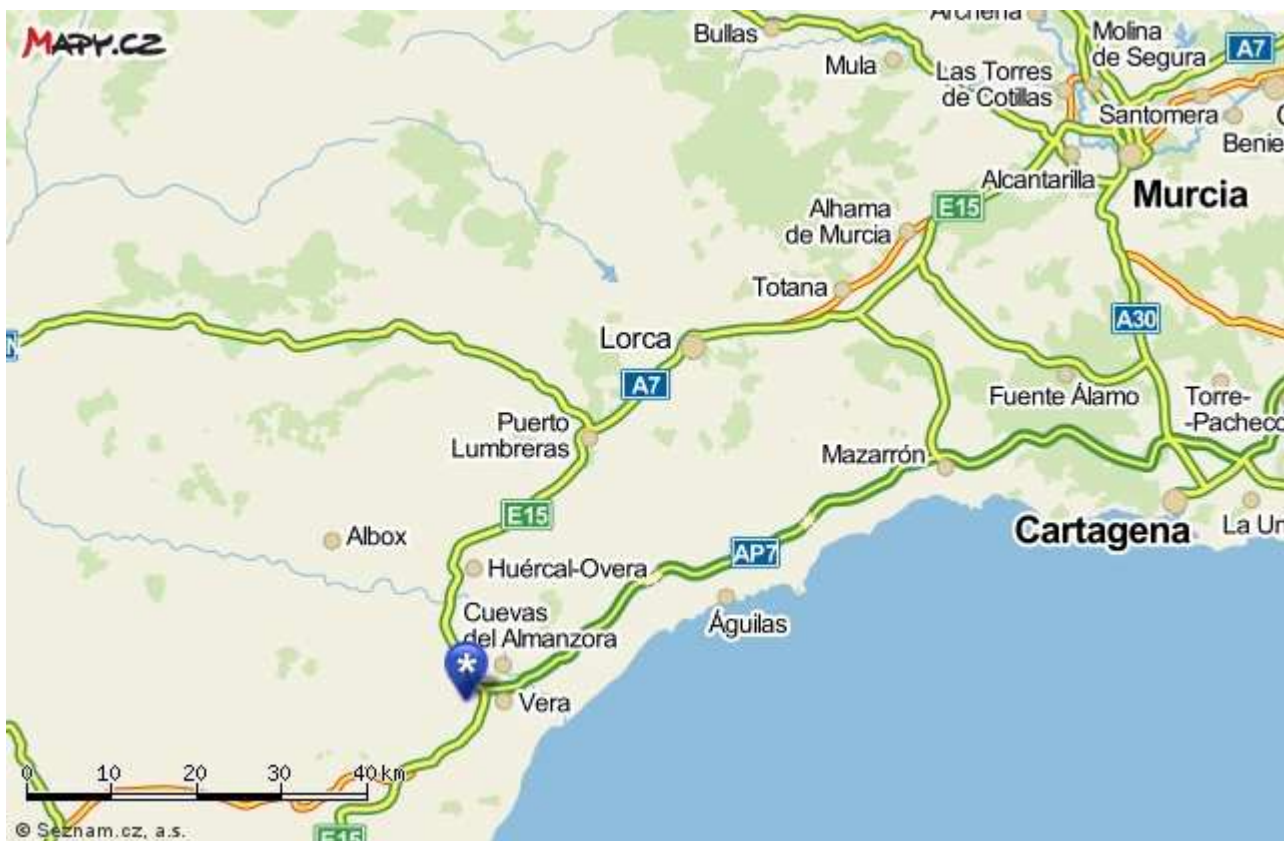 MAPY.CZ
Bullas
Mula
Archena
Molina
de Segura
A7
Las Torres
de Cotillas
Santomera
Alcantarilla
Murcia
E15
Alhama
de Murcia
Totana
A30
Lorca
A7
Fuente Álamo
Torre-
-Pacheco
Puerto
Lumbreras
Mazarrón
E15
Albox
Cartagena
AP7
Huércal-Overa
Cuevas
del Almanzora
Águilas
*
Vera
0 10 20 30 40 km
© Seznam.cz, a.s.
E15